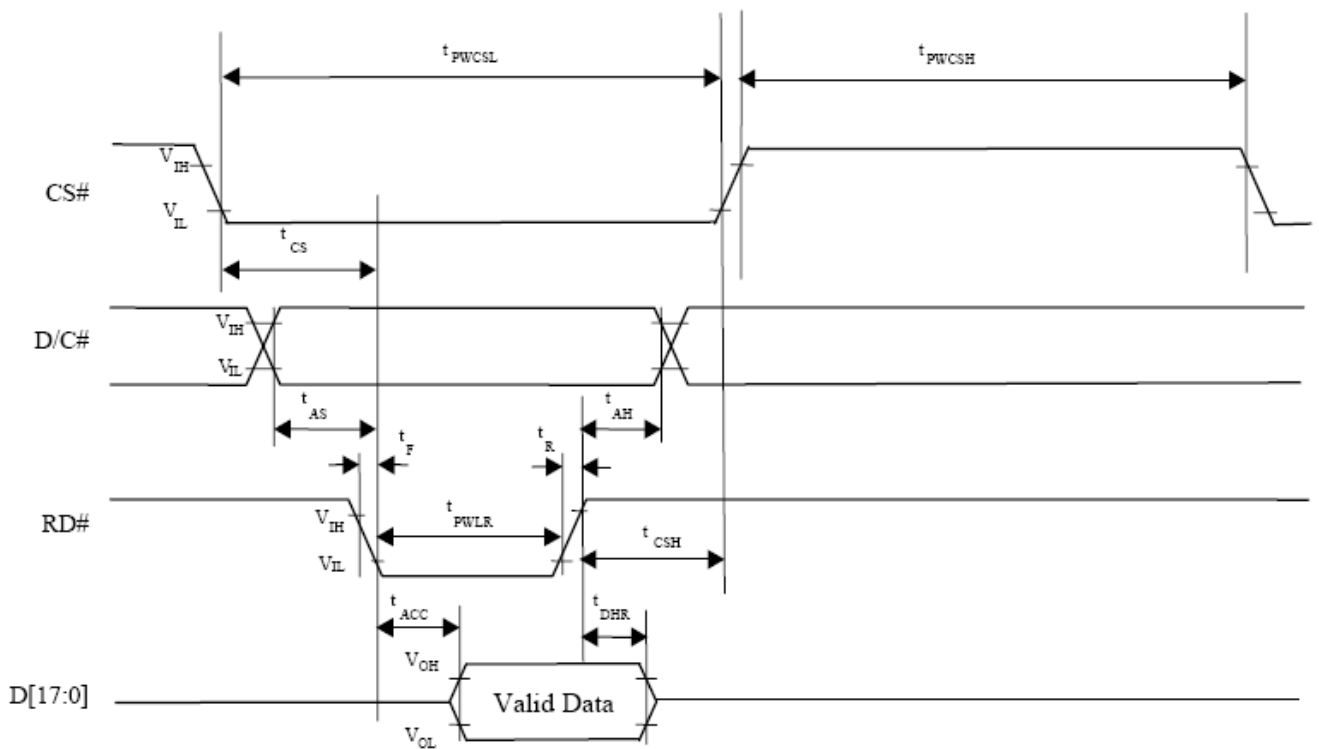 t PWCSL
t PWCSH
CS#
V IH
V IL
t CS
D/C#
V IH
V IL
t AS
t AH
t F
t R
RD#
V IH
V IL
t PWLR
t CSH
t ACC
t DHR
D[17:0]
V OH
Valid Data
V OL